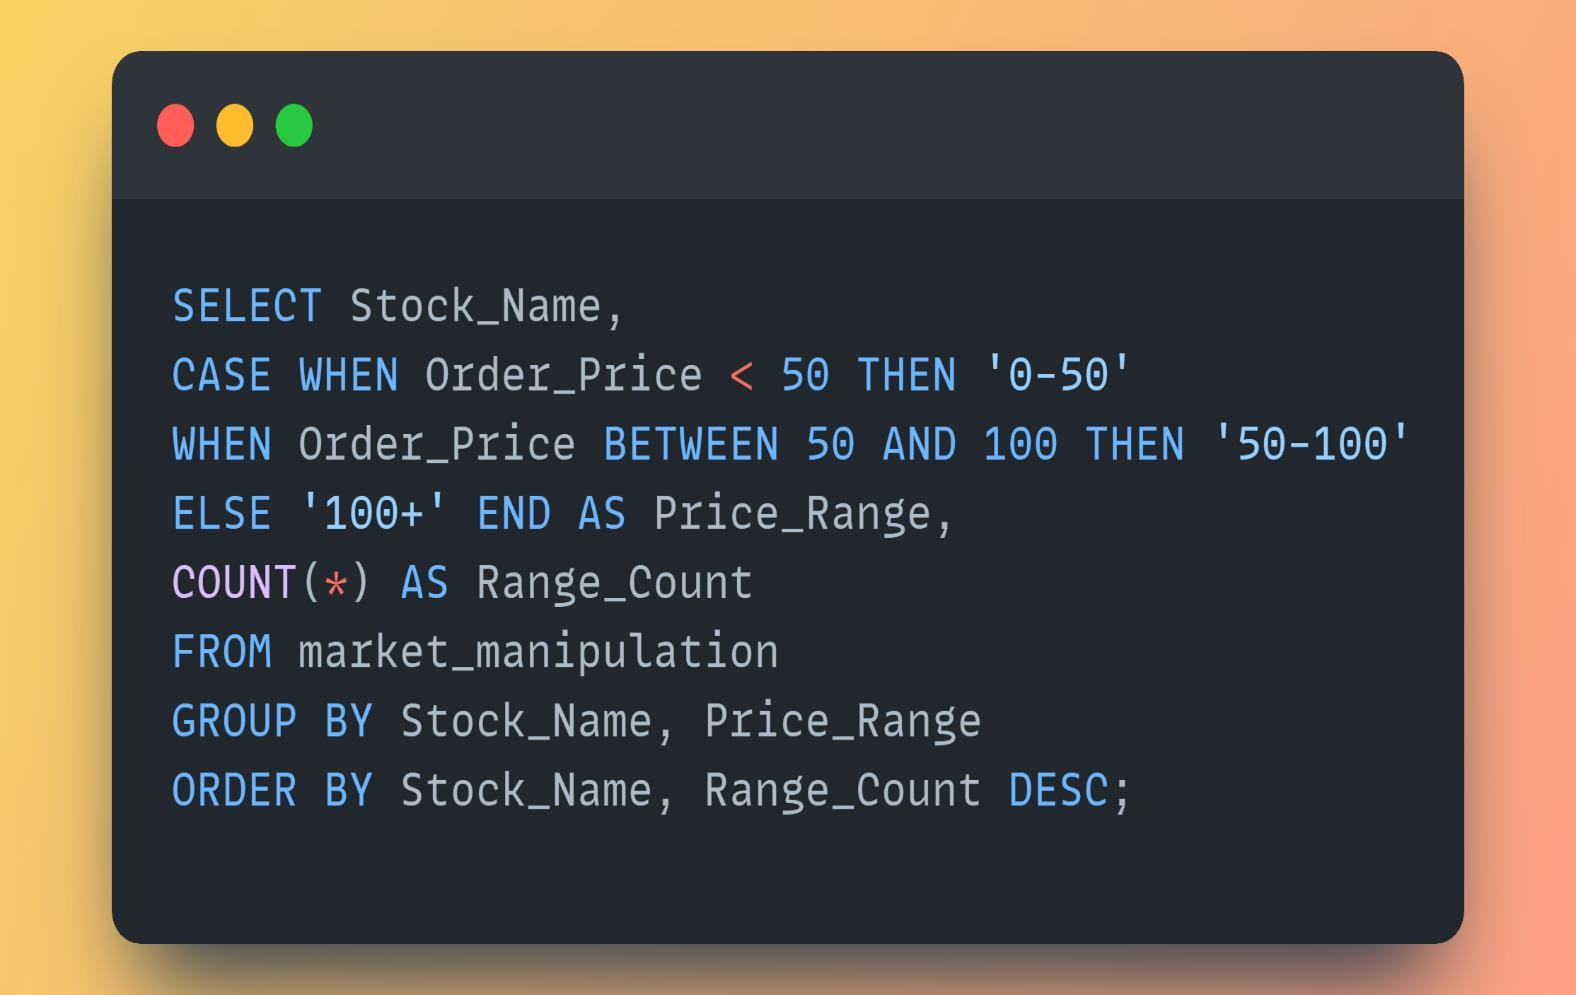 SELECT Stock_Name,
CASE WHEN Order_Price < 50 THEN '0-50'
WHEN Order_Price BETWEEN 50 AND 100 THEN '50-100'
ELSE '100+' END AS Price_Range,
COUNT(*) AS Range_Count
FROM market_manipulation
GROUP BY Stock_Name, Price_Range
ORDER BY Stock_Name, Range_Count DESC;